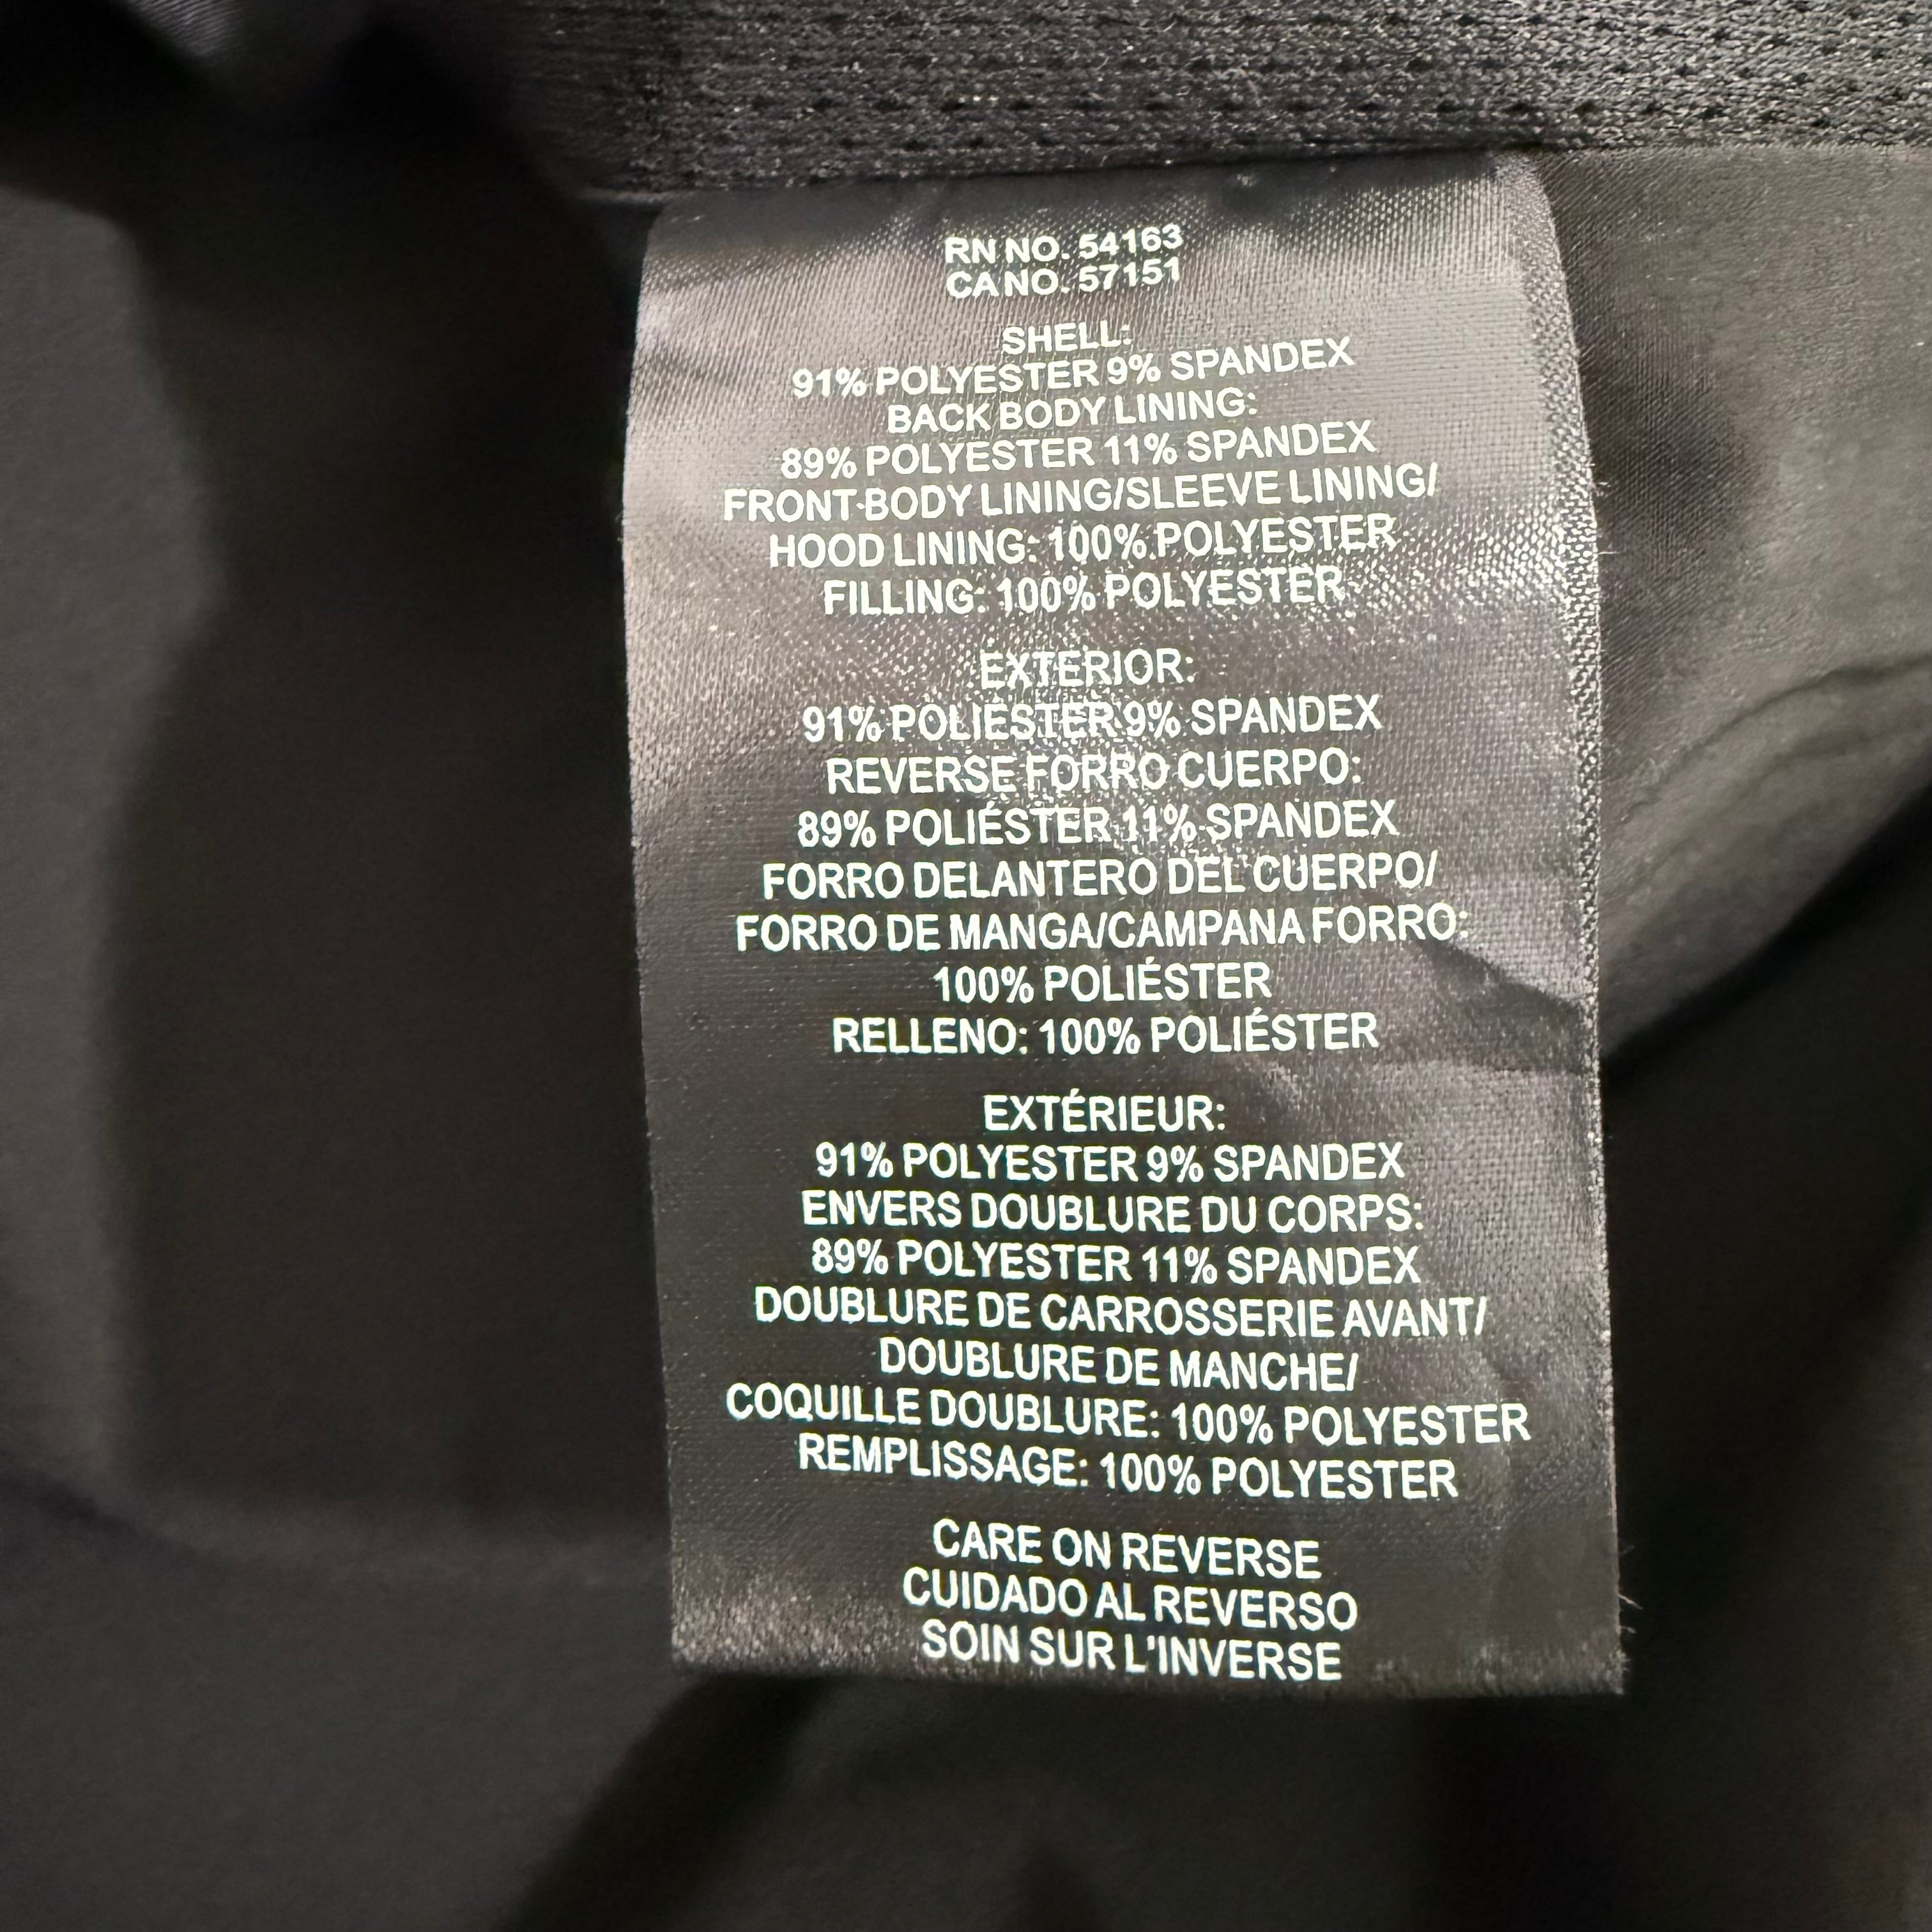 RN NO. 54163
CA NO. 57151
SHELL:
91% POLYESTER 9% SPANDEX
BACK BODY LINING:
89% POLYESTER 11% SPANDEX
FRONT-BODY LINING/SLEEVE LINING/
HOOD LINING: 100% POLYESTER
FILLING: 100% POLYESTER
EXTERIOR:
91% POLIÉSTER 9% SPANDEX
REVERSE FORRO CUERPO:
89% POLIÉSTER 11% SPANDEX
FORRO DELANTERO DEL CUERPO/
FORRO DE MANGA/CAMPANA FORRO:
100% POLIÉSTER
RELLENO: 100% POLIÉSTER
EXTÉRIEUR:
91% POLYESTER 9% SPANDEX
ENVERS DOUBLURE DU CORPS:
89% POLYESTER 11% SPANDEX
DOUBLURE DE CARROSSERIE AVANT/
DOUBLURE DE MANCHE/
COQUILLE DOUBLURE: 100% POLYESTER
REMPLISSAGE: 100% POLYESTER
CARE ON REVERSE
CUIDADO AL REVERSO
SOIN SUR L'INVERSE